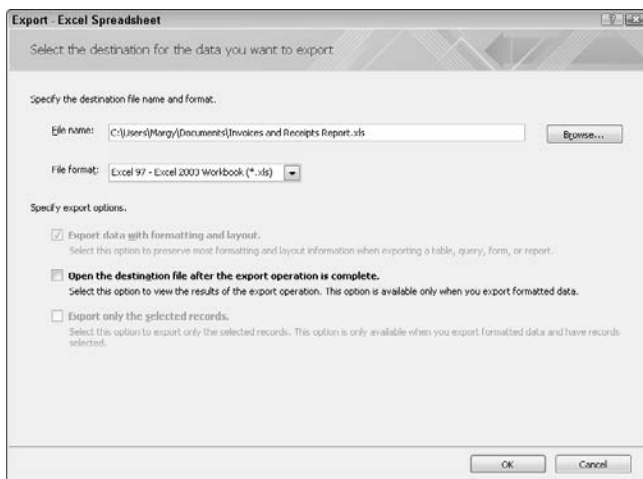 Export - Excel Spreadsheet
Select the destination for the data you want to export
Specify the destination file name and format.
File name: C:\Users\Margy\Documents\Invoices and Receipts Report.xls Browse...
File format: Excel 97 - Excel 2003 Workbook (*.xls)
Specify export options.
Export data with formatting and layout.
Select this option to preserve most formatting and layout information when exporting a table, query, form, or report.
Open the destination file after the export operation is complete.
Select this option to view the results of the export operation. This option is available only when you export formatted data.
Export only the selected records.
Select this option to export only the selected records. This option is only available when you export formatted data and have records
selected.
OK Cancel